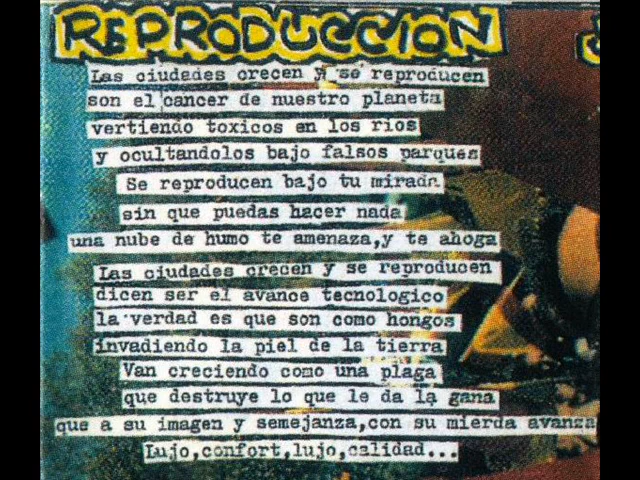 REPRODUCCION
Las ciudades crecen y se reproducen
son el cancer de nuestro planeta
vertiendo toxicos en los rios
y ocultandolos bajo falsos parques
Se reproducen bajo tu mirada
sin que puedas hacer nada
una nube de humo te amenaza,y te ahoga
Las ciudades crecen y se reproducen
dicen ser el avance tecnologico
la verdad es que son como hongos
invadiendo la piel de la tierra
Van creciendo como una plaga
que destruye lo que le da la gana
que a su imagen y semejanza,con su mierda avanza
Lujo,confort,lujo,calidad...